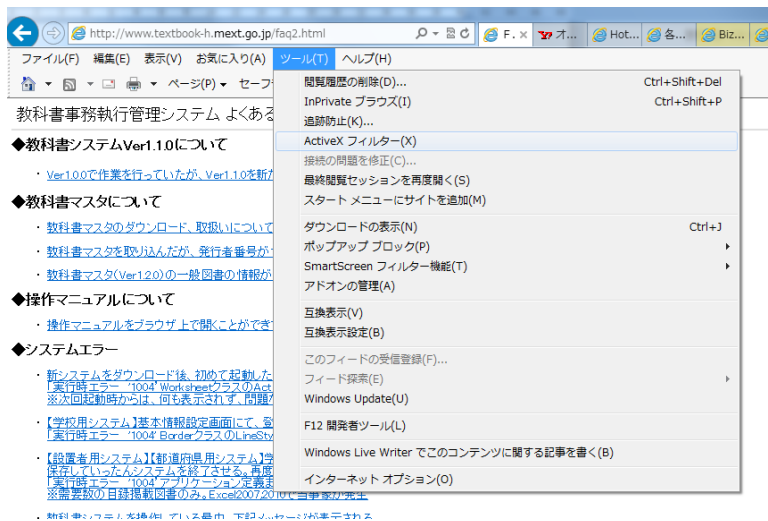 http://www.textbook-h.mext.go.jp/faq2.html
F.. オ... Hot... 各... Biz...
ファイル(F) 編集(E) 表示(V) お気に入り(A) ツール(T) ヘルプ(H)
ページ(P) セーフ
教科書事務執行管理システム よくある
◆教科書システムVer1.1.0について
・ Ver1.0.0で作業を行っていたが、Ver1.1.0を新た
◆教科書マスタについて
・ 教科書マスタのダウンロード、取扱いについて
・ 教科書マスタを取り込んだが、発行者番号が
・ 教科書マスタ(Ver1.2.0)の一般図書の情報が
◆操作マニュアルについて
・ 操作マニュアルをブラウザ上で開くことができ
◆システムエラー
・ 新システムをダウンロード後、初めて起動した
「実行時エラー '1004' WorksheetクラスのAct
※次回起動時からは、何も表示されず、問題
・ 【学校用システム】基本情報設定画面にて、登
「実行時エラー '1004' BorderクラスのLineSty
・ 【設置者用システム】【都道府県用システム】学
保存していったんシステムを終了させる。再度
「実行時エラー '1004' アプリケーション定義ま
※需要数の目録掲載図書のみ。Excel2007,2010で当事象が発生
・ 教科書システムを操作している最中、下記メッセージが表示される
閲覧履歴の削除(D)... Ctrl+Shift+Del
InPrivate ブラウズ(I) Ctrl+Shift+P
追跡防止(K)...
ActiveX フィルター(X)
接続の問題を修正(C)...
最終閲覧セッションを再度開く(S)
スタート メニューにサイトを追加(M)
ダウンロードの表示(N) Ctrl+J
ポップアップ ブロック(P)
SmartScreen フィルター機能(T)
アドオンの管理(A)
互換表示(V)
互換表示設定(B)
このフィードの受信登録(F)...
フィード探索(E)
Windows Update(U)
F12 開発者ツール(L)
Windows Live Writer でこのコンテンツに関する記事を書く(B)
インターネット オプション(O)